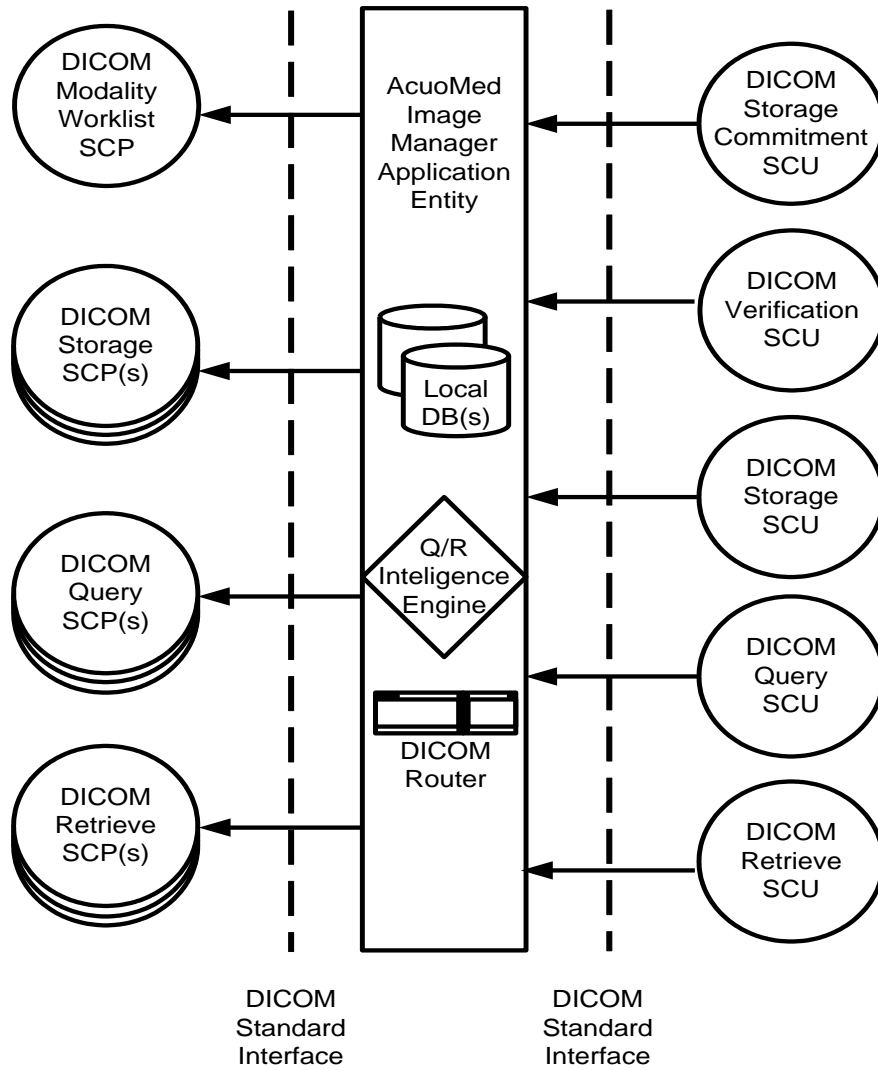 DICOM
Modality
Worklist
SCP
DICOM
Storage
SCP(s)
DICOM
Query
SCP(s)
DICOM
Retrieve
SCP(s)
AcuoMed
Image
Manager
Application
Entity
Local
DB(s)
Q/R
Inteligence
Engine
DICOM
Router
DICOM
Storage
Commitment
SCU
DICOM
Verification
SCU
DICOM
Storage
SCU
DICOM
Query
SCU
DICOM
Retrieve
SCU
DICOM
Standard
Interface
DICOM
Standard
Interface